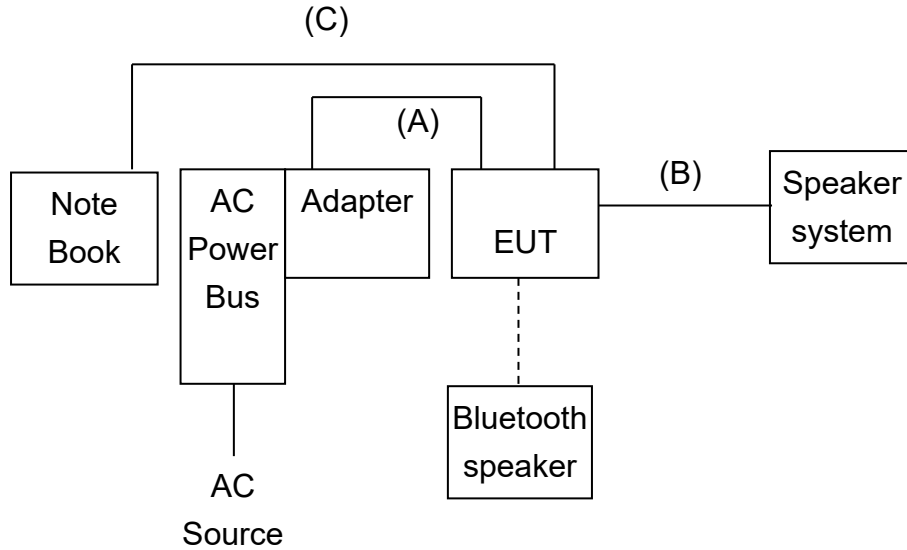 (C)
(A)
Note
Book
AC
Power
Bus
Adapter
EUT
(B)
Speaker
system
Bluetooth
speaker
AC
Source